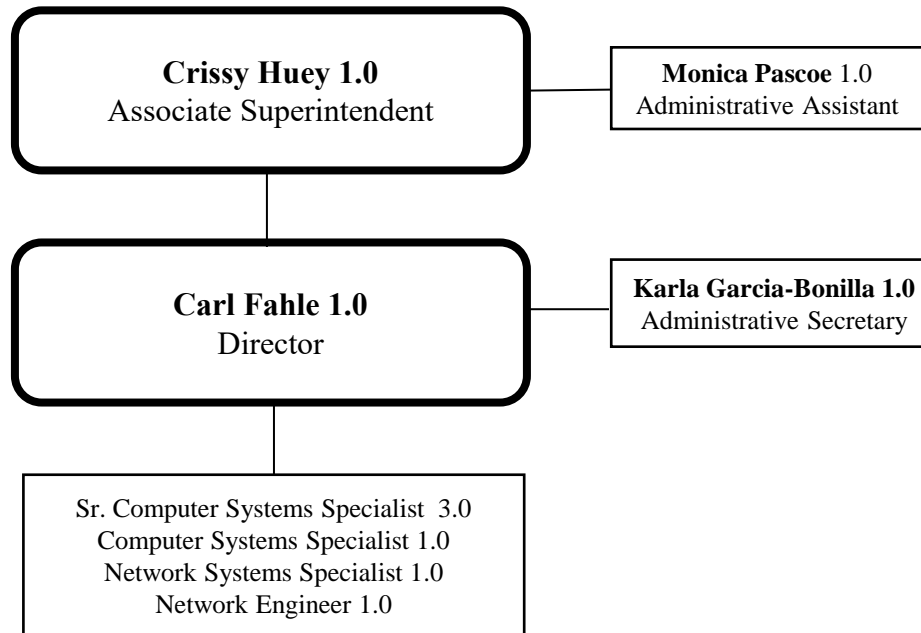 Crissy Huey 1.0
Associate Superintendent
Monica Pascoe 1.0
Administrative Assistant
Carl Fahle 1.0
Director
Karla Garcia-Bonilla 1.0
Administrative Secretary
Sr. Computer Systems Specialist 3.0
Computer Systems Specialist 1.0
Network Systems Specialist 1.0
Network Engineer 1.0